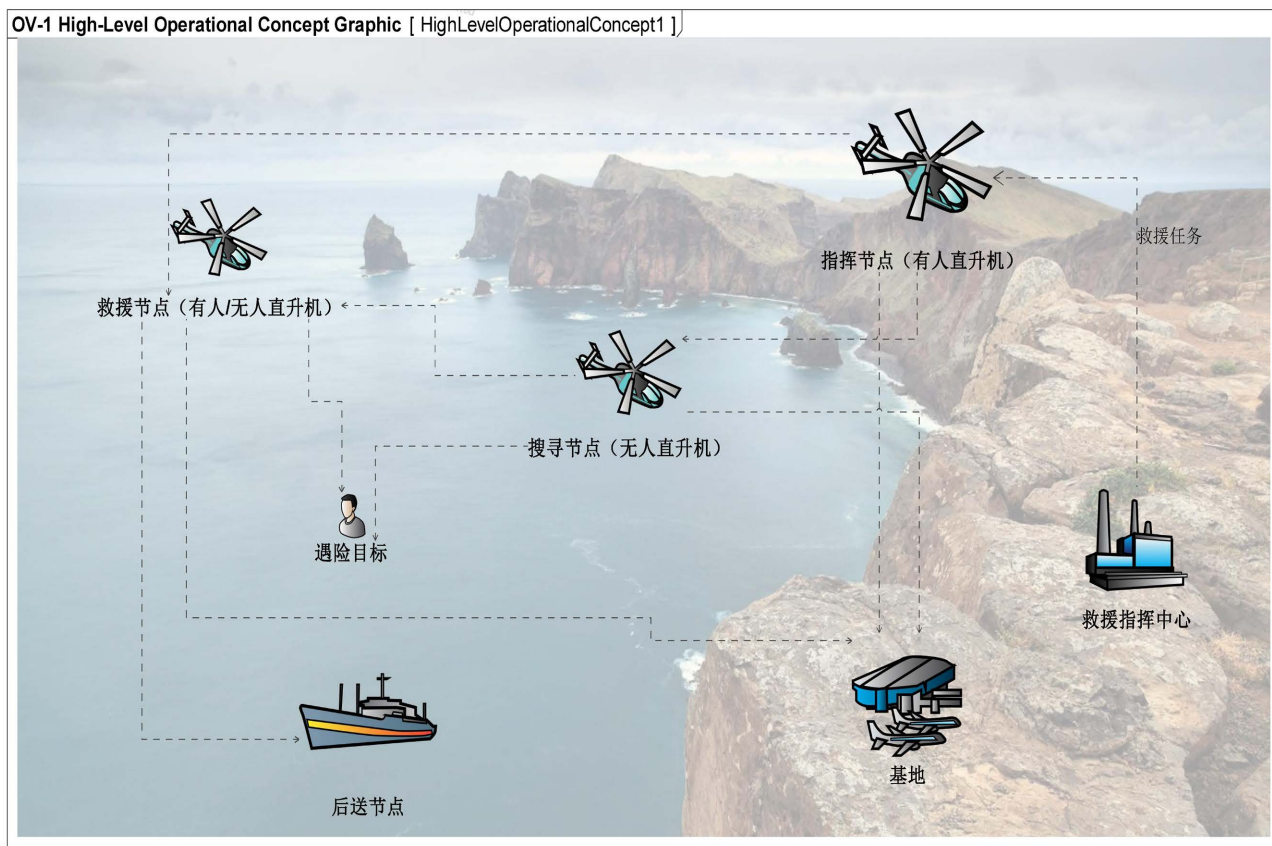 OV-1 High-Level Operational Concept Graphic [ HighLevelOperationalConcept1 ]
救援任务
指挥节点（有人直升机）
救援节点（有人/无人直升机）
搜寻节点（无人直升机）
遇险目标
救援指挥中心
基地
后送节点